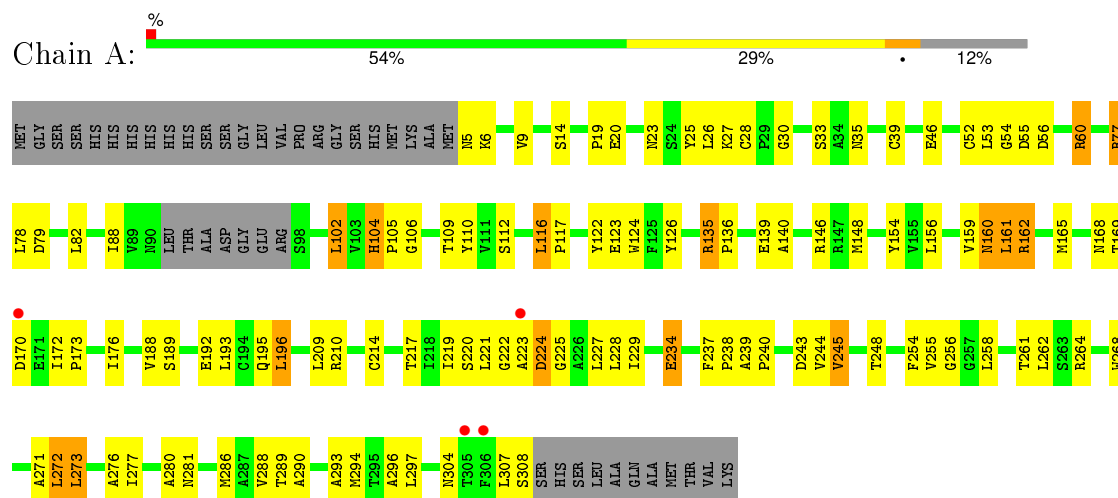 %
Chain A:
54% 29% • 12%
MET GLY SER SER HIS HIS HIS HIS HIS HIS SER SER GLY LEU VAL PRO ARG GLY SER HIS MET LYS ALA MET N5 K6 V9 S14 P19 E20 N23 S24 Y25 L26 K27 C28 P29 G30 S33 A34 N35 C39 E46 C52 L53 G54 D55 D56 R60
L78 D79 L82 I88 V89 N90 LEU THR ALA ASP GLY GLU ARG S98 L102 V103 H104 P105 G106 T109 Y110 V111 S112 L116 P117 Y122 E123 W124 F125 Y126 R135 P136 E139 A140 R146 R147 M148 Y154 V155 L156 V159 N160 L161 R162 M165 N168 T169
D170 E171 I172 P173 I176 V188 S189 E192 L193 C194 Q195 L196 L209 R210 C214 T217 I218 I219 S220 L221 G222 A223 D224 G225 A226 L227 L228 I229 E234 F237 P238 A239 P240 D243 V244 V245 T248 F254 V255 G256 G257 L258 T261 L262 S263 R264 W268
A271 L272 L273 A276 I277 A280 N281 M286 A287 V288 T289 A290 A293 M294 T295 A296 L297 N304 T305 F306 L307 S308 SER HIS SER LEU ALA GLN ALA MET THR VAL LYS